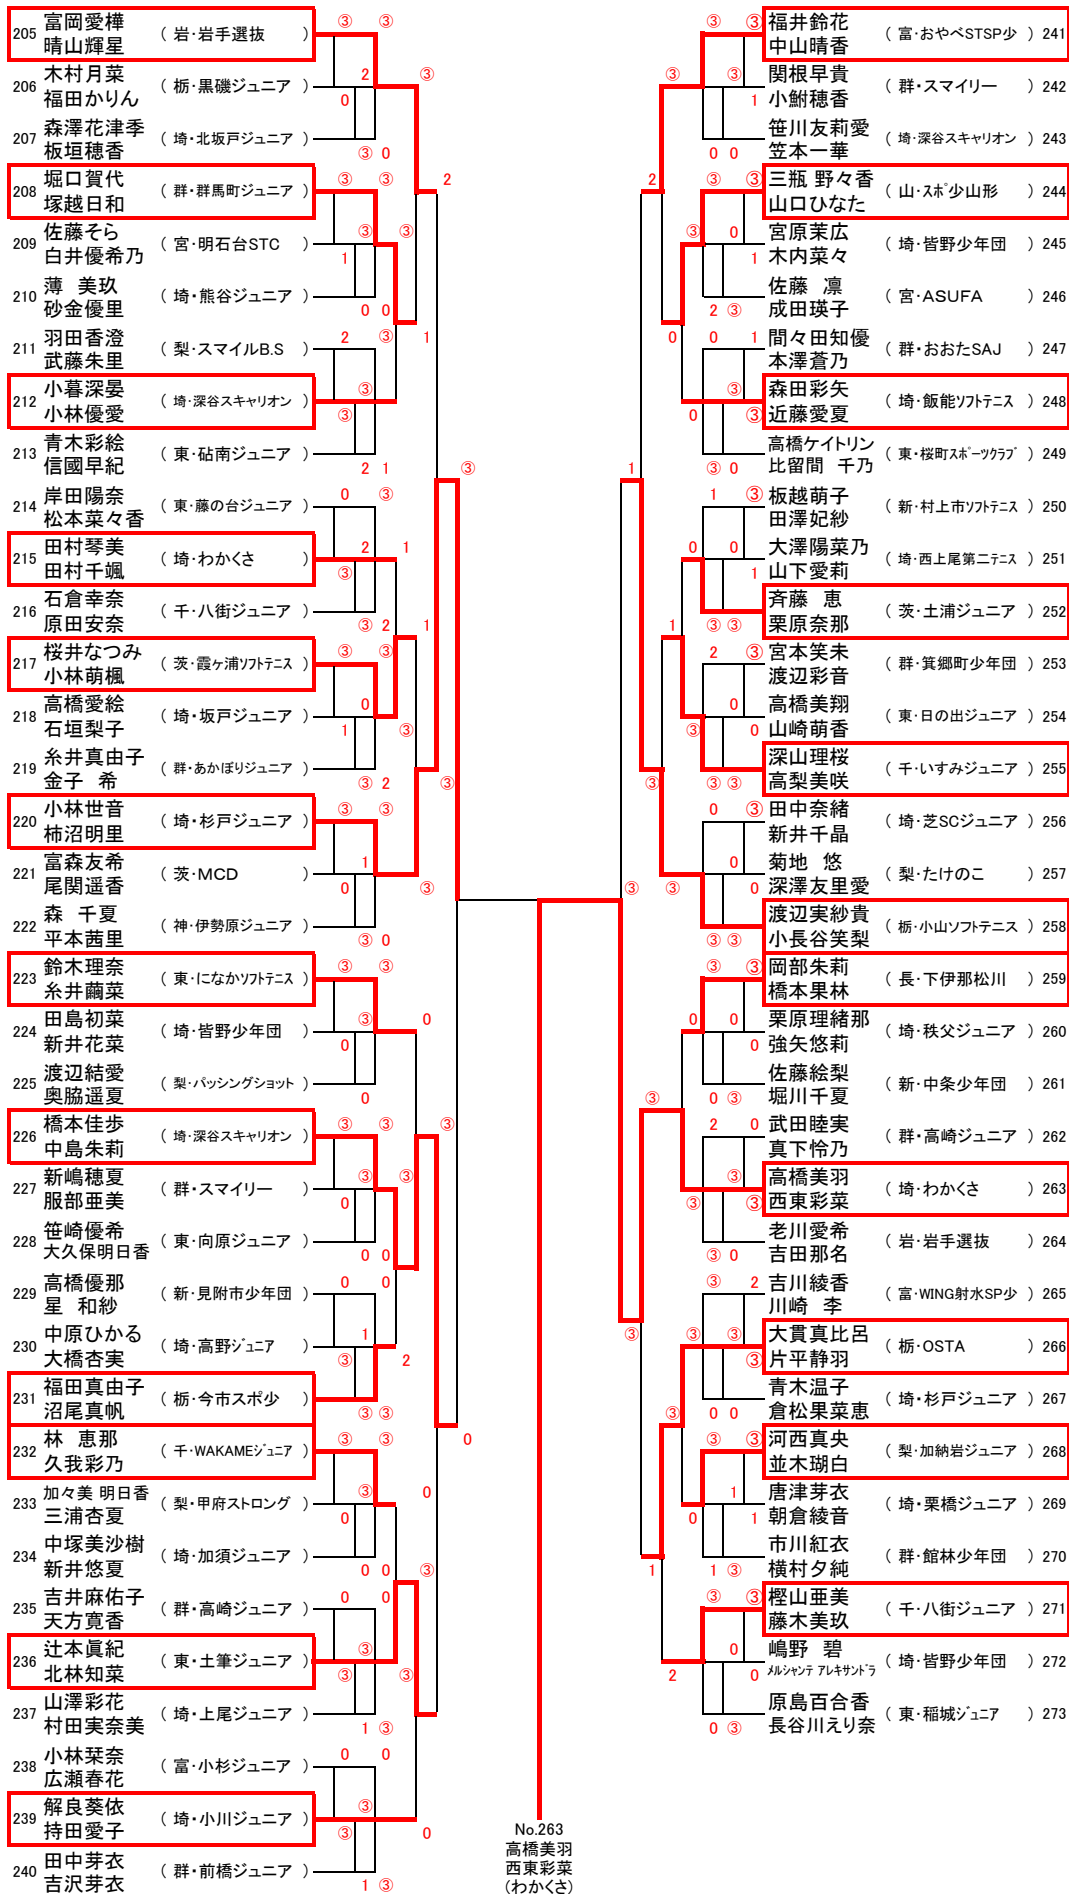 205 富岡愛樺 晴山輝星 （ 岩・岩手選抜 ）
206 木村月菜 福田かりん （ 栃・黒磯ジュニア ）
207 森澤花津季 板垣穂香 （ 埼・北坂戸ジュニア ）
208 堀口賀代 塚越日和 （ 群・群馬町ジュニア ）
209 佐藤そら 白井優希乃 （ 宮・明石台STC ）
210 薄 美玖 砂金優里 （ 埼・熊谷ジュニア ）
211 羽田香澄 武藤朱里 （ 梨・スマイルB.S ）
212 小暮深晏 小林優愛 （ 埼・深谷スキャリオン ）
213 青木彩絵 信國早紀 （ 東・砧南ジュニア ）
214 岸田陽奈 松本菜々香 （ 東・藤の台ジュニア ）
215 田村琴美 田村千颯 （ 埼・わかくさ ）
216 石倉幸奈 原田安奈 （ 千・八街ジュニア ）
217 桜井なつみ 小林萌楓 （ 茨・霞ヶ浦ソフトテニス ）
218 高橋愛絵 石垣梨子 （ 埼・坂戸ジュニア ）
219 糸井真由子 金子 希 （ 群・あかぼりジュニア ）
220 小林世音 柿沼明里 （ 埼・杉戸ジュニア ）
221 富森友希 尾関遥香 （ 茨・MCD ）
222 森 千夏 平本茜里 （ 神・伊勢原ジュニア ）
223 鈴木理奈 糸井繭菜 （ 東・になかソフトテニス ）
224 田島初菜 新井花菜 （ 埼・皆野少年団 ）
225 渡辺結愛 奥脇遥夏 （ 梨・パッシングショット ）
226 橋本佳歩 中島朱莉 （ 埼・深谷スキャリオン ）
227 新嶋穂夏 服部亜美 （ 群・スマイリー ）
228 笹崎優希 大久保明日香 （ 東・向原ジュニア ）
229 高橋優那 星 和紗 （ 新・見附市少年団 ）
230 中原ひかる 大橋杏実 （ 埼・高野ジュニア ）
231 福田真由子 沼尾真帆 （ 栃・今市スポ少 ）
232 林 恵那 久我彩乃 （ 千・WAKAMEジュニア ）
233 加々美 明日香 三浦杏夏 （ 梨・甲府ストロング ）
234 中塚美沙樹 新井悠夏 （ 埼・加須ジュニア ）
235 吉井麻佑子 天方寛香 （ 群・高崎ジュニア ）
236 辻本眞紀 北林知菜 （ 東・土筆ジュニア ）
237 山澤彩花 村田実奈美 （ 埼・上尾ジュニア ）
238 小林栞奈 広瀬春花 （ 富・小杉ジュニア ）
239 解良葵依 持田愛子 （ 埼・小川ジュニア ）
240 田中芽衣 吉沢芽衣 （ 群・前橋ジュニア ）
福井鈴花 中山晴香 （ 富・おやべSTSP少 ） 241
関根早貴 小鮒穂香 （ 群・スマイリー ） 242
笹川友莉愛 笠本一華 （ 埼・深谷スキャリオン ） 243
三瓶 野々香 山口ひなた （ 山・スポ少山形 ） 244
宮原茉広 木内菜々 （ 埼・皆野少年団 ） 245
佐藤 凛 成田瑛子 （ 宮・ASUFA ） 246
間々田知優 本澤蒼乃 （ 群・おおたSAJ ） 247
森田彩矢 近藤愛夏 （ 埼・飯能ソフトテニス ） 248
高橋ケイトリン 比留間 千乃 （ 東・桜町スポーツクラブ ） 249
板越萌子 田澤妃紗 （ 新・村上市ソフトテニス ） 250
大澤陽菜乃 山下愛莉 （ 埼・西上尾第二テニス ） 251
斉藤 恵 栗原奈那 （ 茨・土浦ジュニア ） 252
宮本笑未 渡辺彩音 （ 群・箕郷町少年団 ） 253
高橋美翔 山崎萌香 （ 東・日の出ジュニア ） 254
深山理桜 高梨美咲 （ 千・いすみジュニア ） 255
田中奈緒 新井千晶 （ 埼・芝SCジュニア ） 256
菊地 悠 深澤友里愛 （ 梨・たけのこ ） 257
渡辺実紗貴 小長谷笑梨 （ 栃・小山ソフトテニス ） 258
岡部朱莉 橋本果林 （ 長・下伊那松川 ） 259
栗原理緒那 強矢悠莉 （ 埼・秩父ジュニア ） 260
佐藤絵梨 堀川千夏 （ 新・中条少年団 ） 261
武田睦実 真下怜乃 （ 群・高崎ジュニア ） 262
高橋美羽 西東彩菜 （ 埼・わかくさ ） 263
老川愛希 吉田那名 （ 岩・岩手選抜 ） 264
吉川綾香 川崎 李 （ 富・WING射水SP少 ） 265
大貫真比呂 片平静羽 （ 栃・OSTA ） 266
青木温子 倉松果菜恵 （ 埼・杉戸ジュニア ） 267
河西真央 並木瑚白 （ 梨・加納岩ジュニア ） 268
唐津芽衣 朝倉綾音 （ 埼・栗橋ジュニア ） 269
市川紅衣 横村夕純 （ 群・館林少年団 ） 270
樫山亜美 藤木美玖 （ 千・八街ジュニア ） 271
嶋野 碧 メルシャンテ アレキサンドラ （ 埼・皆野少年団 ） 272
原島百合香 長谷川えり奈 （ 東・稲城ジュニア ） 273
No.263
高橋美羽
西東彩菜
(わかくさ)